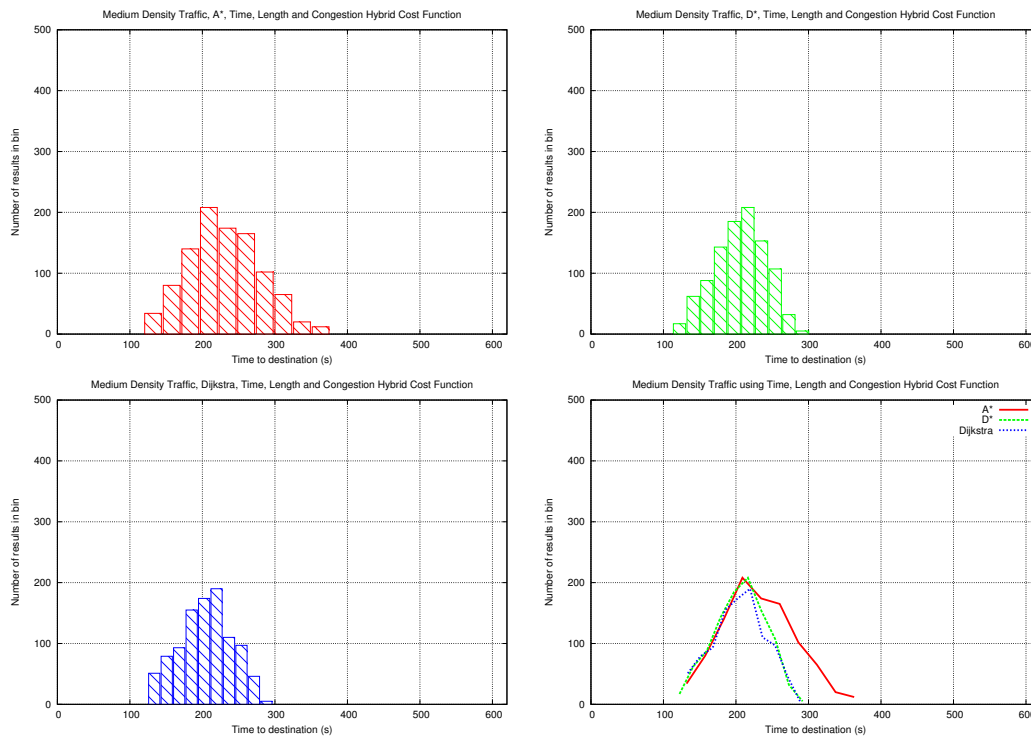 Medium Density Traffic, A*, Time, Length and Congestion Hybrid Cost Function
500
400
300
200
100
0
Number of results in bin
0 100 200 300 400 500 600
Time to destination (s)
Medium Density Traffic, D*, Time, Length and Congestion Hybrid Cost Function
500
400
300
200
100
0
Number of results in bin
0 100 200 300 400 500 600
Time to destination (s)
Medium Density Traffic, Dijkstra, Time, Length and Congestion Hybrid Cost Function
500
400
300
200
100
0
Number of results in bin
0 100 200 300 400 500 600
Time to destination (s)
Medium Density Traffic using Time, Length and Congestion Hybrid Cost Function
A*
D*
Dijkstra
500
400
300
200
100
0
Number of results in bin
0 100 200 300 400 500 600
Time to destination (s)